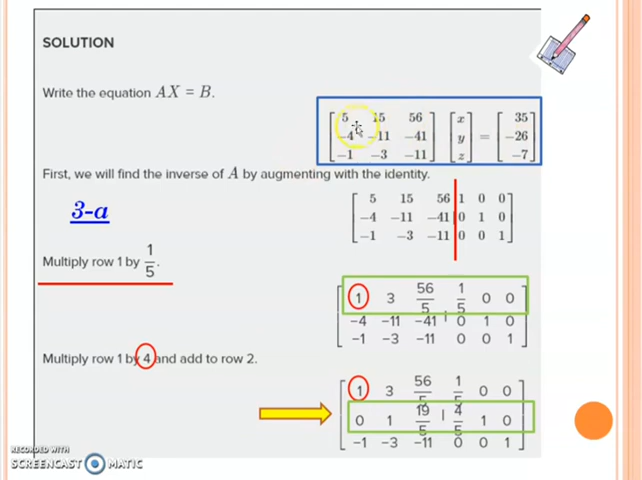 SOLUTION
Write the equation AX = B.
[5 15 56] [x] [35]
[-4 -11 -41] [y] = [-26]
[-1 -3 -11] [z] [-7]
First, we will find the inverse of A by augmenting with the identity.
3-a
[5 15 56 | 1 0 0]
[-4 -11 -41 | 0 1 0]
[-1 -3 -11 | 0 0 1]
Multiply row 1 by 1/5.
[1 3 56/5 | 1/5 0 0]
[-4 -11 -41 | 0 1 0]
[-1 -3 -11 | 0 0 1]
Multiply row 1 by 4 and add to row 2.
[1 3 56/5 | 1/5 0 0]
[0 1 19/5 | 4/5 1 0]
[-1 -3 -11 | 0 0 1]
RECORDED WITH
SCREENCAST MATIC